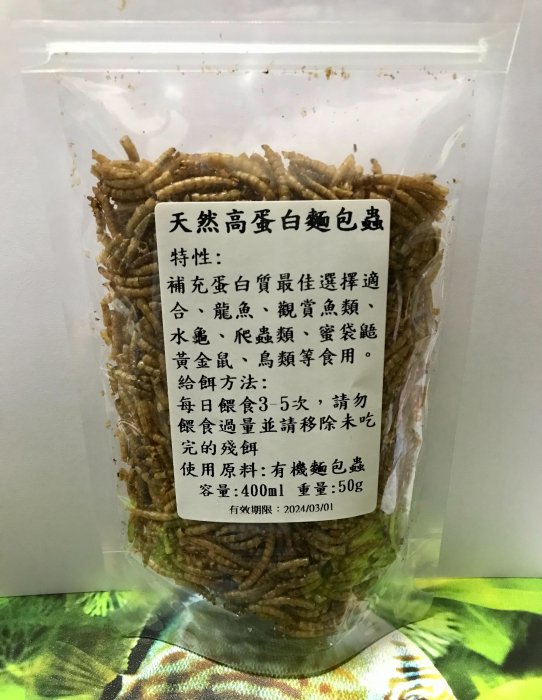 天然高蛋白麵包蟲
特性:
補充蛋白質最佳選擇適
合、龍魚、觀賞魚類、
水龜、爬蟲類、蜜袋鼯
黃金鼠、鳥類等食用。
給餌方法:
每日餵食3-5次，請勿
餵食過量並請移除未吃
完的殘餌
使用原料:有機麵包蟲
容量:400ml 重量:50g
有效期限：2024/03/01